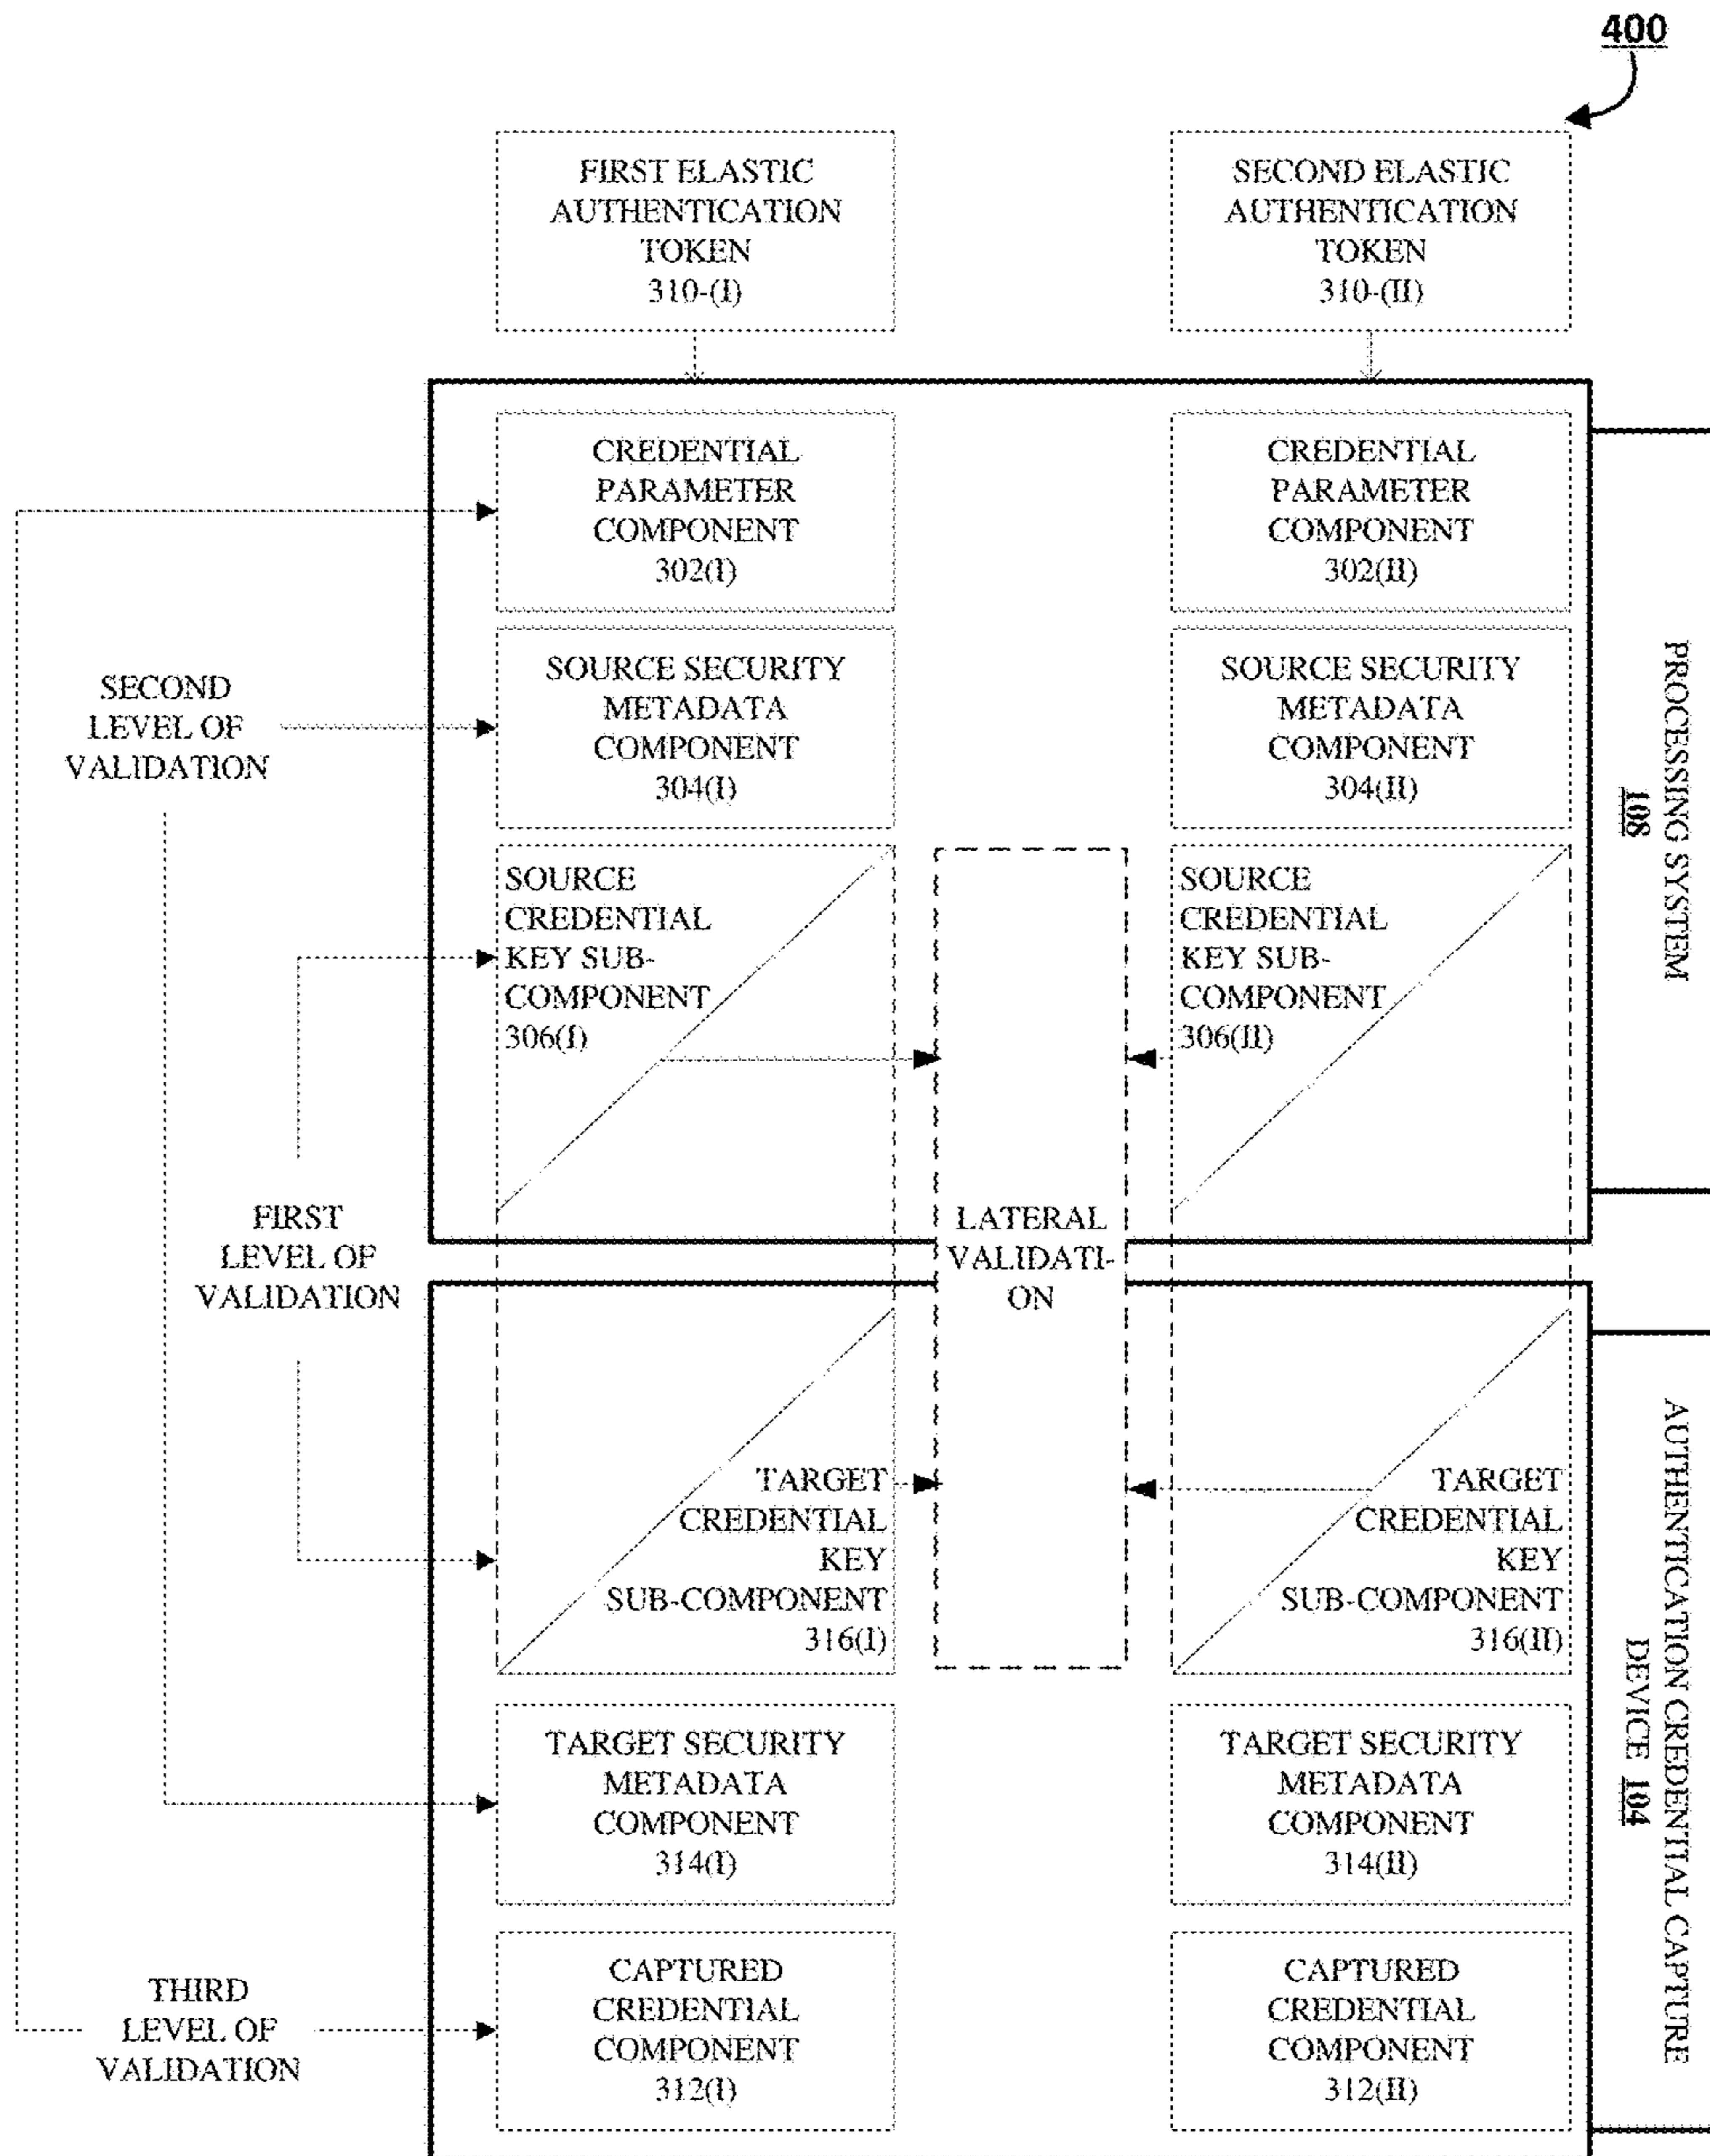 400
FIRST ELASTIC
AUTHENTICATION
TOKEN
310-(I)
SECOND ELASTIC
AUTHENTICATION
TOKEN
310-(II)
CREDENTIAL
PARAMETER
COMPONENT
302(I)
CREDENTIAL
PARAMETER
COMPONENT
302(II)
SECOND
LEVEL OF
VALIDATION
SOURCE SECURITY
METADATA
COMPONENT
304(I)
SOURCE SECURITY
METADATA
COMPONENT
304(II)
PROCESSING SYSTEM
108
SOURCE
CREDENTIAL
KEY SUB-
COMPONENT
306(I)
SOURCE
CREDENTIAL
KEY SUB-
COMPONENT
306(II)
FIRST
LEVEL OF
VALIDATION
LATERAL
VALIDATI-
ON
TARGET
CREDENTIAL
KEY
SUB-COMPONENT
316(I)
TARGET
CREDENTIAL
KEY
SUB-COMPONENT
316(II)
AUTHENTICATION CREDENTIAL CAPTURE
DEVICE 104
TARGET SECURITY
METADATA
COMPONENT
314(I)
TARGET SECURITY
METADATA
COMPONENT
314(II)
THIRD
LEVEL OF
VALIDATION
CAPTURED
CREDENTIAL
COMPONENT
312(I)
CAPTURED
CREDENTIAL
COMPONENT
312(II)